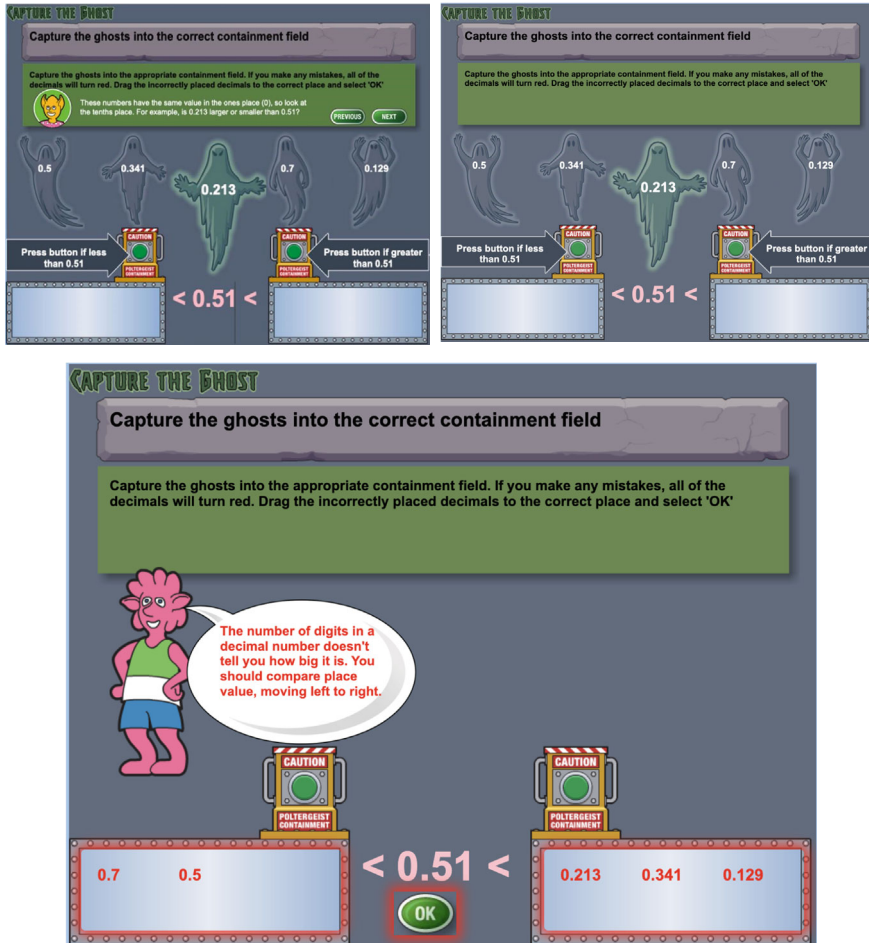 CAPTURE THE GHOST
Capture the ghosts into the correct containment field
Capture the ghosts into the appropriate containment field. If you make any mistakes, all of the
decimals will turn red. Drag the incorrectly placed decimals to the correct place and select 'OK'
These numbers have the same value in the ones place (0), so look at
the tenths place. For example, is 0.213 larger or smaller than 0.51?
PREVIOUS
NEXT
0.5
0.341
0.213
0.7
0.129
CAUTION
CAUTION
Press button if less
than 0.51
Press button if greater
than 0.51
POLTERGEIST
CONTAINMENT
POLTERGEIST
CONTAINMENT
< 0.51 <
CAPTURE THE GHOST
Capture the ghosts into the correct containment field
Capture the ghosts into the appropriate containment field. If you make any mistakes, all of the
decimals will turn red. Drag the incorrectly placed decimals to the correct place and select 'OK'
0.5
0.341
0.213
0.7
0.129
CAUTION
CAUTION
Press button if less
than 0.51
Press button if greater
than 0.51
POLTERGEIST
CONTAINMENT
POLTERGEIST
CONTAINMENT
< 0.51 <
CAPTURE THE GHOST
Capture the ghosts into the correct containment field
Capture the ghosts into the appropriate containment field. If you make any mistakes, all of the
decimals will turn red. Drag the incorrectly placed decimals to the correct place and select 'OK'
The number of digits in a
decimal number doesn't
tell you how big it is. You
should compare place
value, moving left to right.
CAUTION
CAUTION
POLTERGEIST
CONTAINMENT
POLTERGEIST
CONTAINMENT
< 0.51 <
0.7 0.5
0.213 0.341 0.129
OK